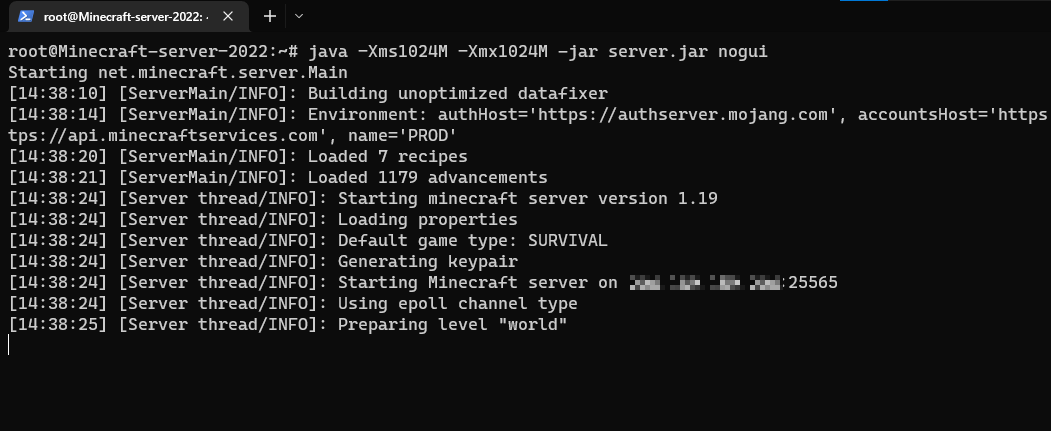 root@Minecraft-server-2022: ·
root@Minecraft-server-2022:~# java -Xms1024M -Xmx1024M -jar server.jar nogui
Starting net.minecraft.server.Main
[14:38:10] [ServerMain/INFO]: Building unoptimized datafixer
[14:38:14] [ServerMain/INFO]: Environment: authHost='https://authserver.mojang.com', accountsHost='https
tps://api.minecraftservices.com', name='PROD'
[14:38:20] [ServerMain/INFO]: Loaded 7 recipes
[14:38:21] [ServerMain/INFO]: Loaded 1179 advancements
[14:38:24] [Server thread/INFO]: Starting minecraft server version 1.19
[14:38:24] [Server thread/INFO]: Loading properties
[14:38:24] [Server thread/INFO]: Default game type: SURVIVAL
[14:38:24] [Server thread/INFO]: Generating keypair
[14:38:24] [Server thread/INFO]: Starting Minecraft server on :25565
[14:38:24] [Server thread/INFO]: Using epoll channel type
[14:38:25] [Server thread/INFO]: Preparing level "world"